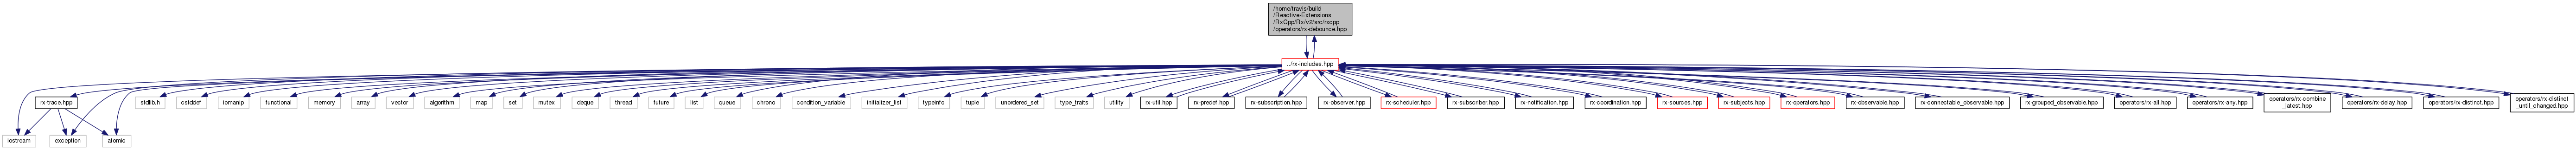 /home/travis/build
/Reactive-Extensions
/RxCpp/Rx/v2/src/rxcpp
/operators/rx-debounce.hpp
../rx-includes.hpp
rx-trace.hpp
stdlib.h
cstddef
iomanip
functional
memory
array
vector
algorithm
map
set
mutex
deque
thread
future
list
queue
chrono
condition_variable
initializer_list
typeinfo
tuple
unordered_set
type_traits
utility
rx-util.hpp
rx-predef.hpp
rx-subscription.hpp
rx-observer.hpp
rx-scheduler.hpp
rx-subscriber.hpp
rx-notification.hpp
rx-coordination.hpp
rx-sources.hpp
rx-subjects.hpp
rx-operators.hpp
rx-observable.hpp
rx-connectable_observable.hpp
rx-grouped_observable.hpp
operators/rx-all.hpp
operators/rx-any.hpp
operators/rx-combine
_latest.hpp
operators/rx-delay.hpp
operators/rx-distinct.hpp
operators/rx-distinct
_until_changed.hpp
iostream
exception
atomic